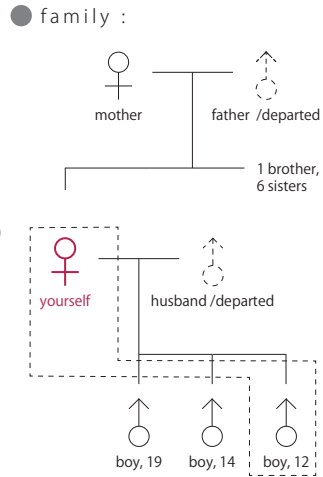 family :
mother
father /departed
1 brother,
6 sisters
yourself
husband /departed
boy, 19
boy, 14
boy, 12